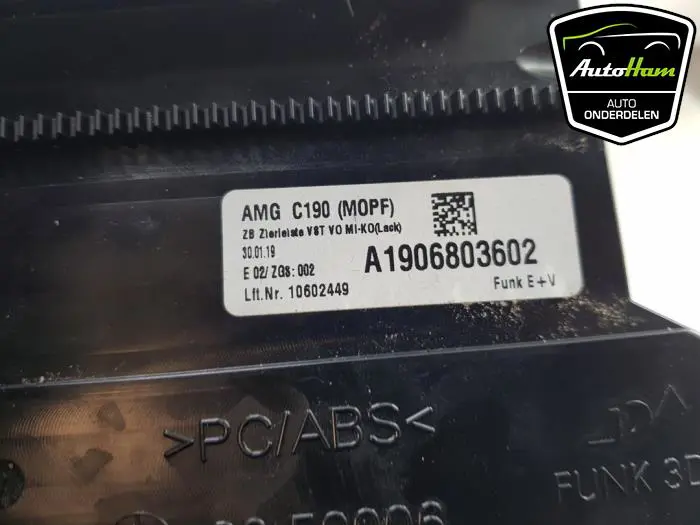 AutoHam
AUTO
ONDERDELEN
AMG C190 (MOPF)
ZB Zierleiste VST VO MI-KO(Lack)
30.01.19
A1906803602
E 02/ZGS: 002
Lft.Nr. 10602449
Funk E+V
>PC/ABS<
FUNK 3D